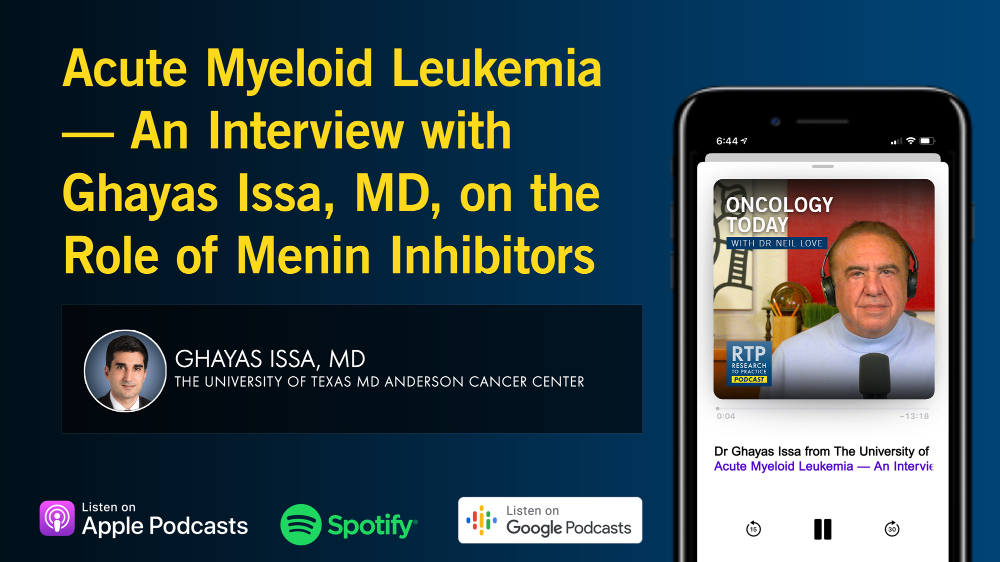 Acute Myeloid Leukemia
— An Interview with
Ghayas Issa, MD, on the
Role of Menin Inhibitors
GHAYAS ISSA, MD
THE UNIVERSITY OF TEXAS MD ANDERSON CANCER CENTER
Listen on
Apple Podcasts
Spotify®
Listen on
Google Podcasts
6:44
ONCOLOGY
TODAY
WITH DR NEIL LOVE
RTP
RESEARCH
TO PRACTICE
PODCAST
0:04 –13:18
Dr Ghayas Issa from The University of
Acute Myeloid Leukemia — An Intervie
15 30